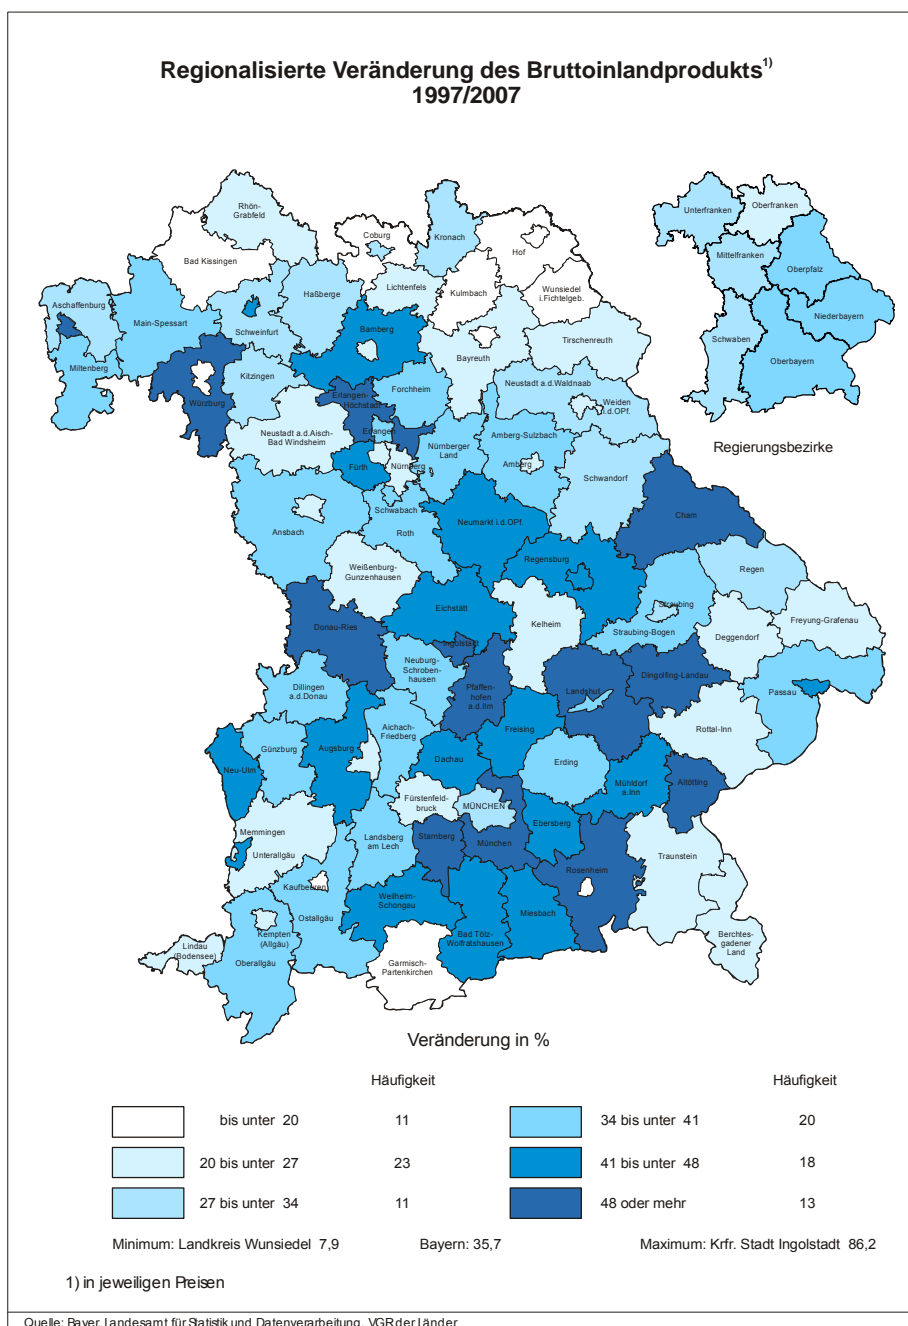 Regionalisierte Veränderung des Bruttoinlandprodukts1)
1997/2007
Rhön-
Grabfeld
Bad Kissingen
Coburg
Kronach
Hof
Lichtenfels
Kulmbach
Wunsiedel
i.Fichtelgeb.
Unterfranken
Oberfranken
Mittelfranken
Oberpfalz
Niederbayern
Schwaben
Oberbayern
Regierungsbezirke
Aschaffenburg
Main-Spessart
Miltenberg
Schweinfurt
Haßberge
Bamberg
Bayreuth
Tirschenreuth
Würzburg
Kitzingen
Forchheim
Neustadt a.d.Waldnaab
Weiden
i.d.OPf.
Erlangen-
Höchstadt
Erlangen
Neustadt a.d.Aisch-
Bad Windsheim
Fürth
Nürnberg
Nürnberger
Land
Amberg-Sulzbach
Amberg
Schwandorf
Cham
Ansbach
Schwabach
Roth
Neumarkt i.d.OPf.
Regensburg
Regen
Weißenburg-
Gunzenhausen
Eichstätt
Kelheim
Straubing
Straubing-Bogen
Deggendorf
Freyung-Grafenau
Donau-Ries
Ingolstadt
Neuburg-
Schroben-
hausen
Pfaffen-
hofen
a.d.Ilm
Landshut
Dingolfing-Landau
Passau
Rottal-Inn
Dillingen
a.d.Donau
Günzburg
Augsburg
Aichach-
Friedberg
Neu-Ulm
Dachau
Freising
Erding
Mühldorf
a.Inn
Altötting
Fürstenfeld-
bruck
MÜNCHEN
München
Ebersberg
Starnberg
Landsberg
am Lech
Memmingen
Unterallgäu
Kaufbeuren
Ostallgäu
Weilheim-
Schongau
Bad Tölz-
Wolfratshausen
Miesbach
Rosenheim
Traunstein
Berchtes-
gadener
Land
Lindau
(Bodensee)
Kempten
(Allgäu)
Oberallgäu
Garmisch-
Partenkirchen
Veränderung in %
Häufigkeit Häufigkeit
bis unter 20 11 34 bis unter 41 20
20 bis unter 27 23 41 bis unter 48 18
27 bis unter 34 11 48 oder mehr 13
Minimum: Landkreis Wunsiedel 7,9 Bayern: 35,7 Maximum: Krfr. Stadt Ingolstadt 86,2
1) in jeweiligen Preisen
Quelle: Bayer. Landesamt für Statistik und Datenverarbeitung, VGR der Länder